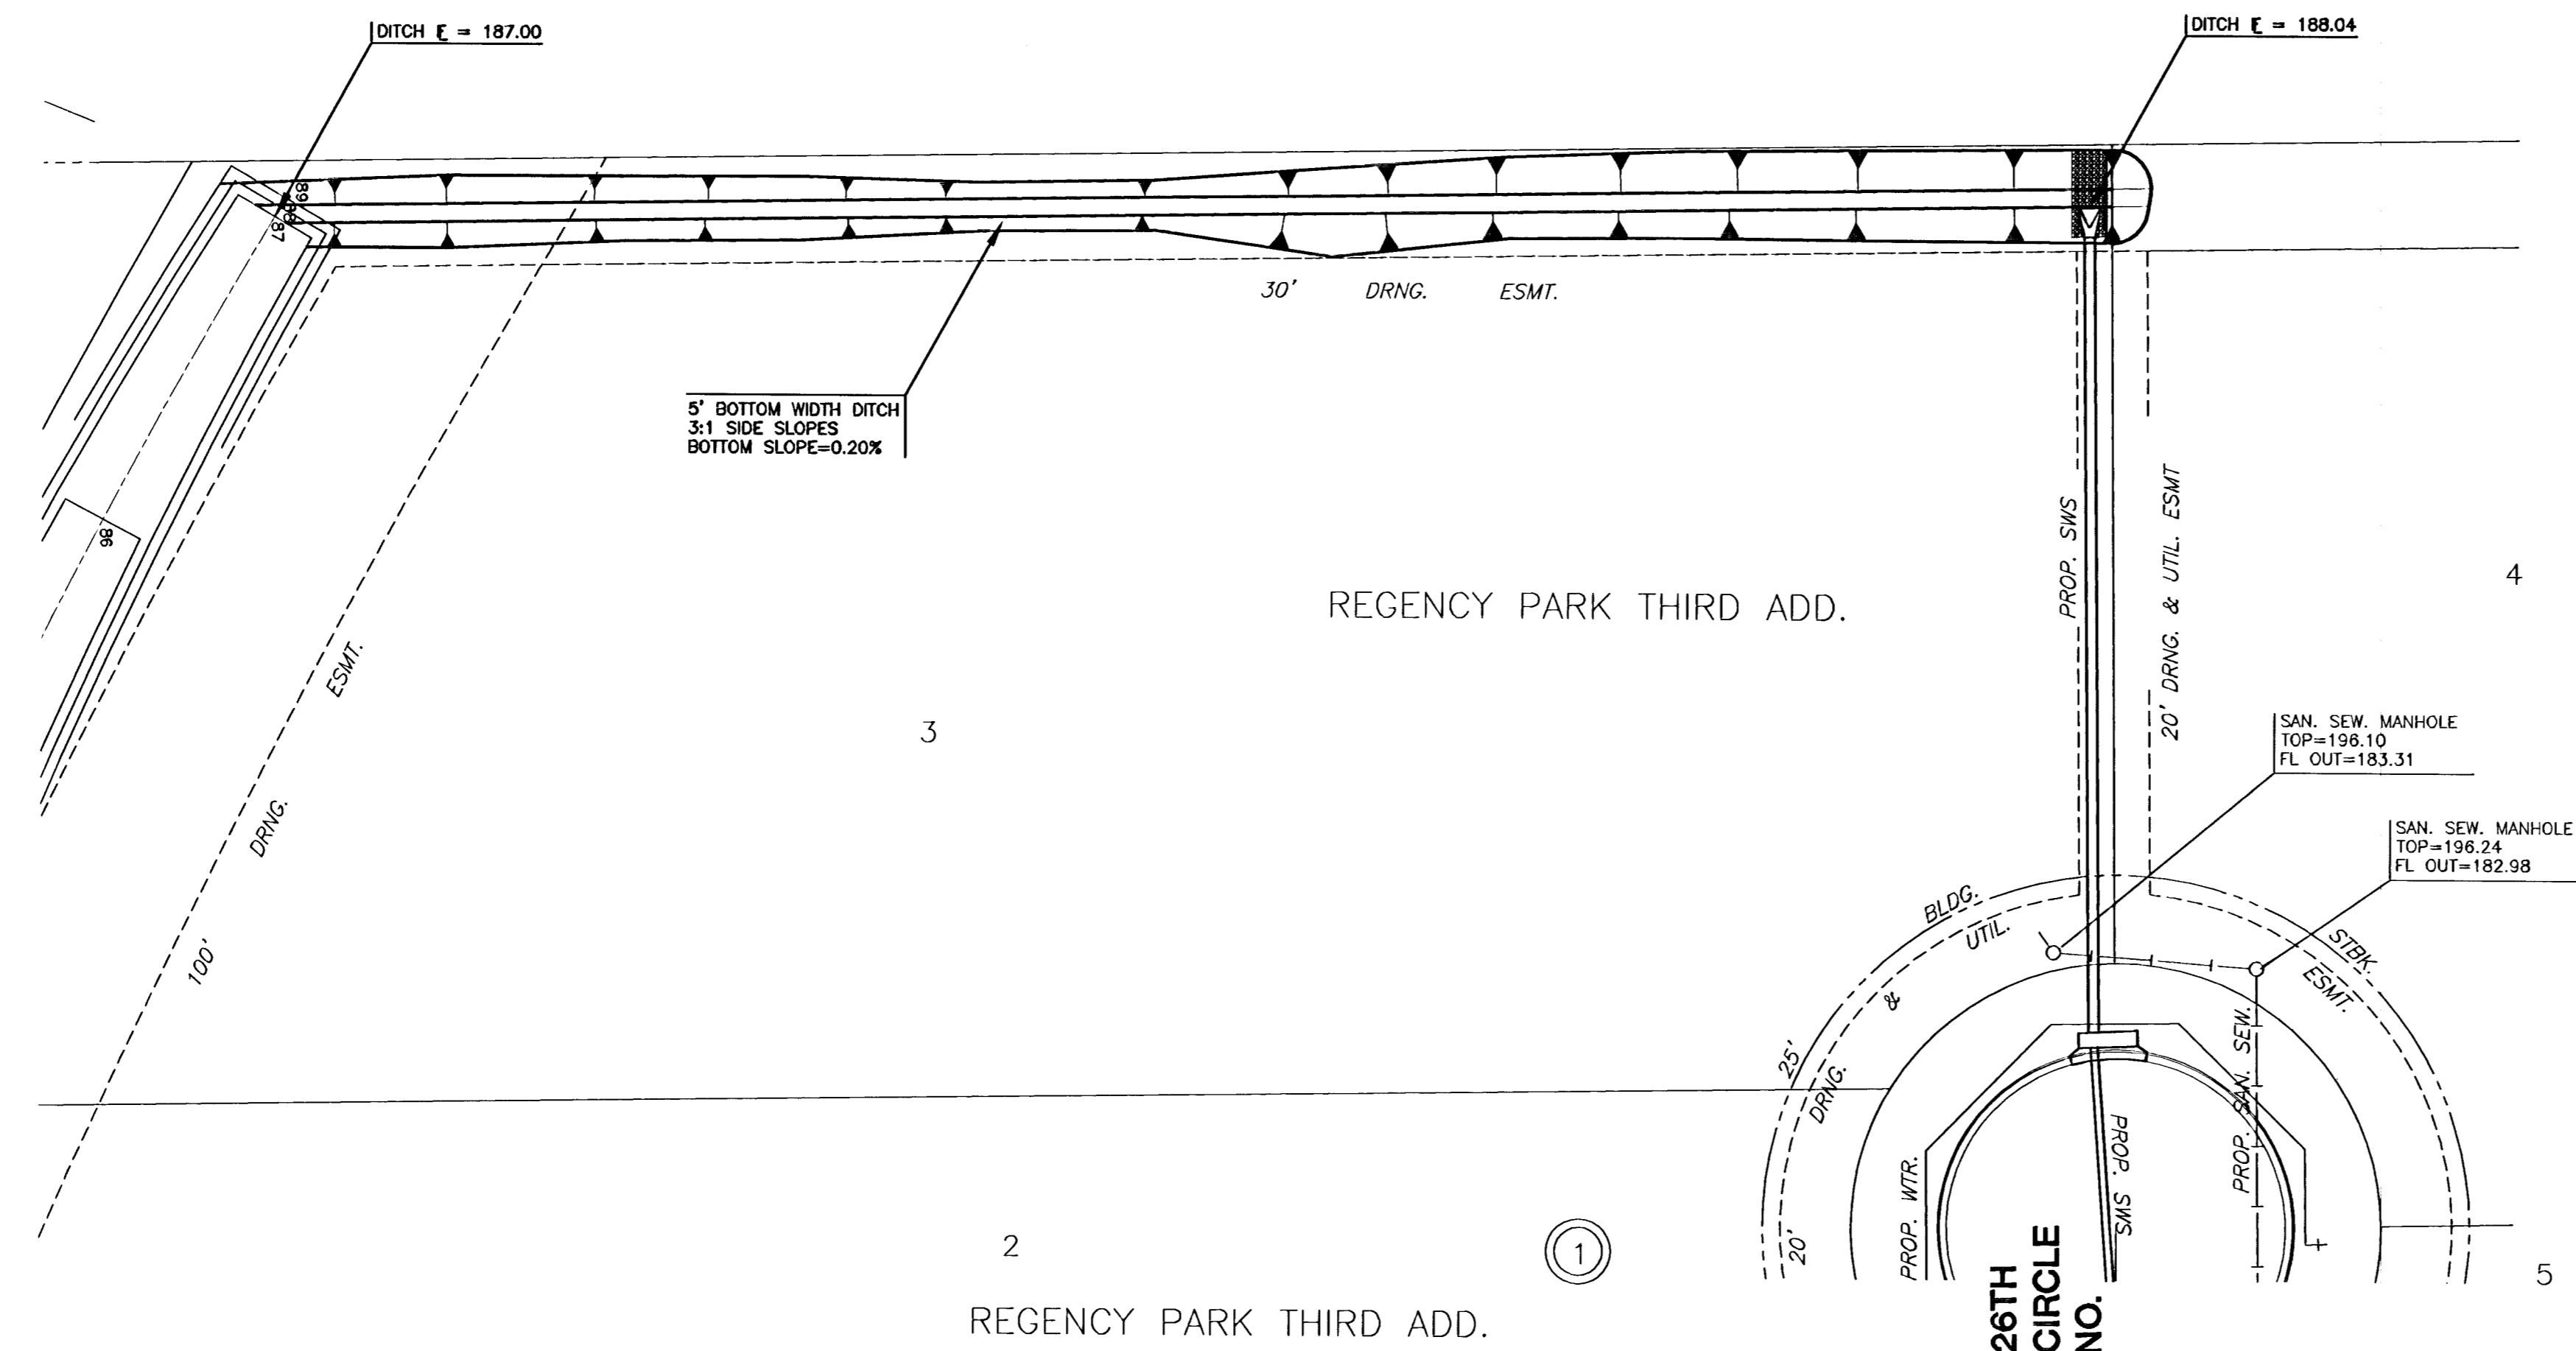 DITCH ₠ = 187.00
DITCH ₠ = 188.04
89
88
87
30' DRNG. ESMT.
5' BOTTOM WIDTH DITCH
3:1 SIDE SLOPES
BOTTOM SLOPE=0.20%
86
PROP. SWS
20' DRNG. & UTIL. ESMT
REGENCY PARK THIRD ADD.
4
100' DRNG. ESMT.
3
SAN. SEW. MANHOLE
TOP=196.10
FL OUT=183.31
SAN. SEW. MANHOLE
TOP=196.24
FL OUT=182.98
25' BLDG. STBK.
20' DRNG. & UTIL. ESMT.
PROP. WTR.
PROP. SWS
PROP. SAN. SEW.
2
1
5
26TH
CIRCLE
NO.
REGENCY PARK THIRD ADD.